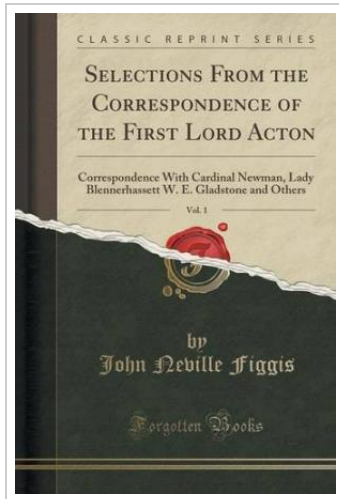 CLASSIC REPRINT SERIES
SELECTIONS FROM THE
CORRESPONDENCE OF
THE FIRST LORD ACTON
Correspondence With Cardinal Newman, Lady
Blennerhassett W. E. Gladstone and Others
Vol. 1
by
John Neville Figgis
Forgotten Books